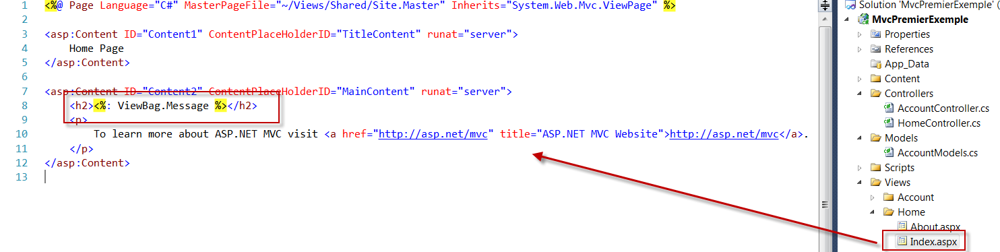 1 <%@ Page Language="C#" MasterPageFile="~/Views/Shared/Site.Master" Inherits="System.Web.Mvc.ViewPage" %>
2
3 <asp:Content ID="Content1" ContentPlaceHolderID="TitleContent" runat="server">
4 Home Page
5 </asp:Content>
6
7 <asp:Content ID="Content2" ContentPlaceHolderID="MainContent" runat="server">
8 <h2><%: ViewBag.Message %></h2>
9 <p>
10 To learn more about ASP.NET MVC visit <a href="http://asp.net/mvc" title="ASP.NET MVC Website">http://asp.net/mvc</a>.
11 </p>
12 </asp:Content>
13
Solution 'MvcPremierExemple' (
MvcPremierExemple
Properties
References
App_Data
Content
Controllers
AccountController.cs
HomeController.cs
Models
AccountModels.cs
Scripts
Views
Account
Home
About.aspx
Index.aspx